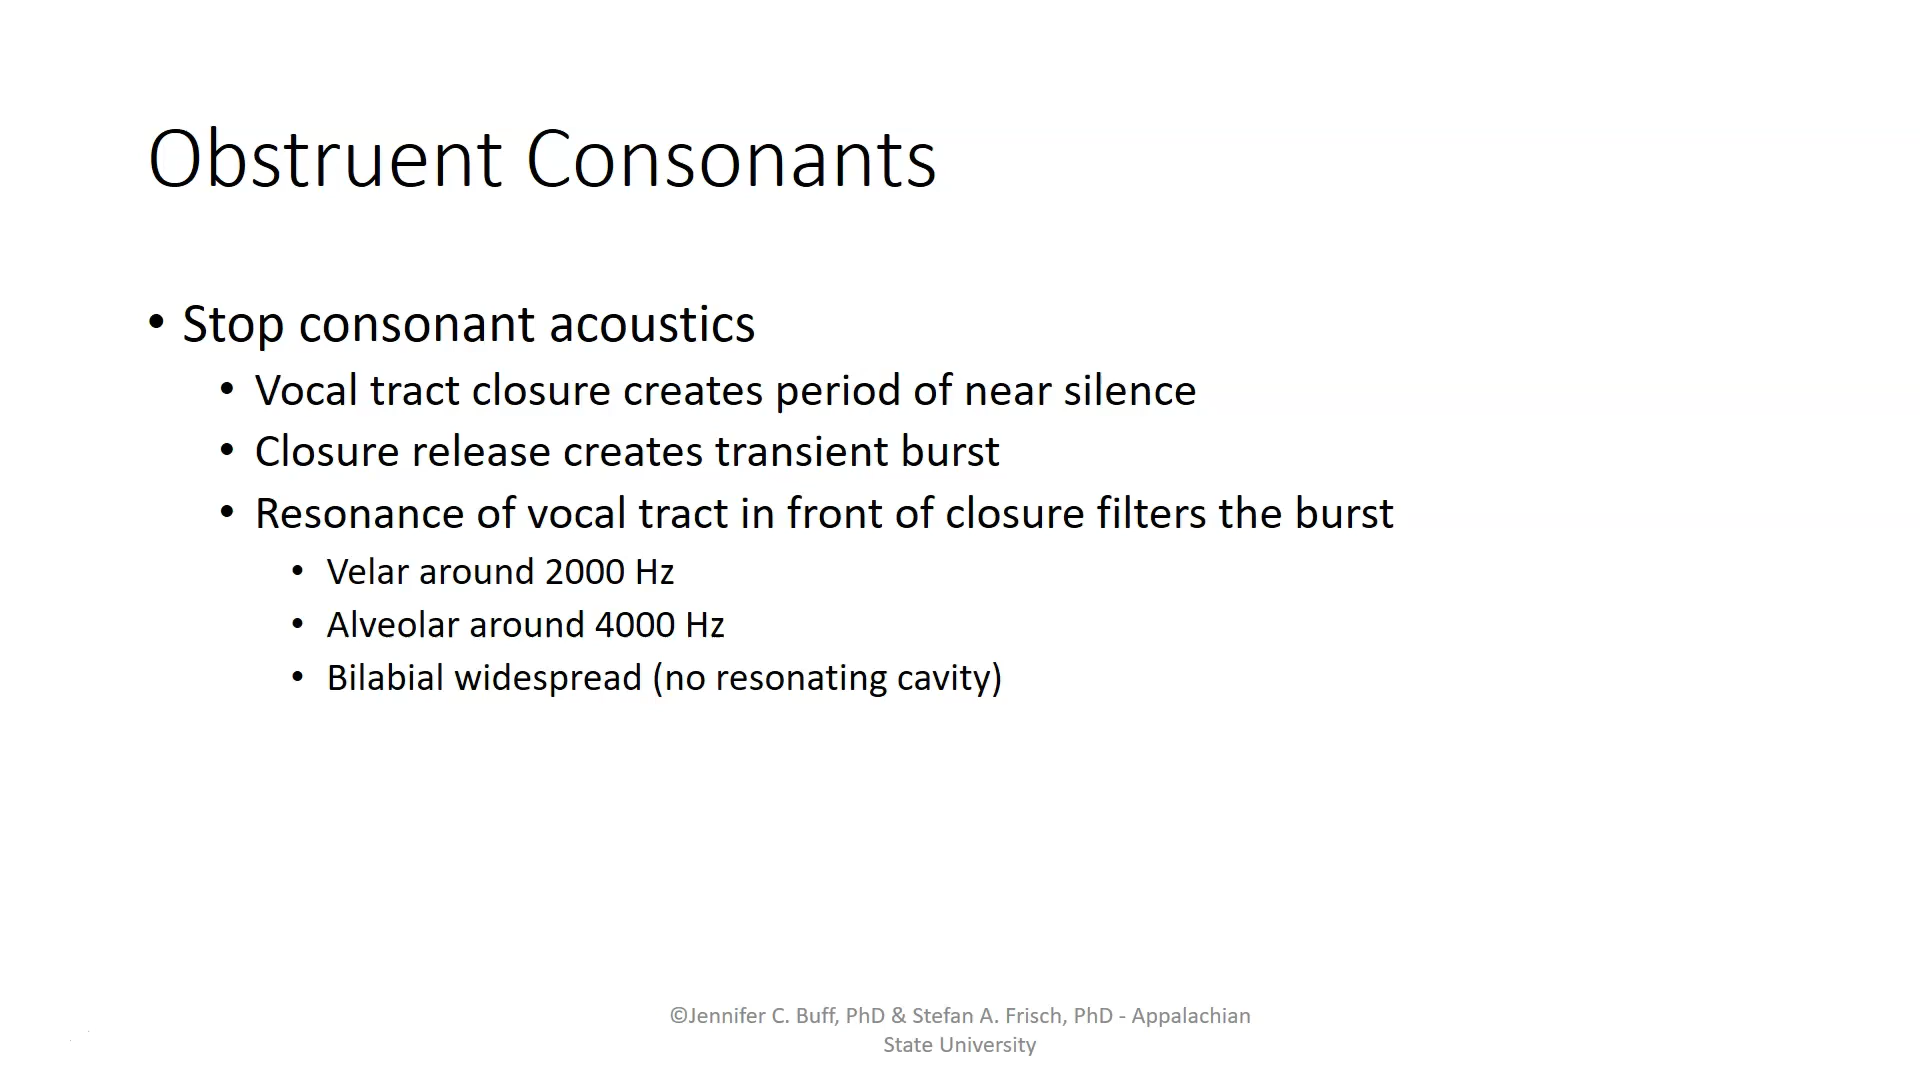 Obstruent Consonants
• Stop consonant acoustics
• Vocal tract closure creates period of near silence
• Closure release creates transient burst
• Resonance of vocal tract in front of closure filters the burst
• Velar around 2000 Hz
• Alveolar around 4000 Hz
• Bilabial widespread (no resonating cavity)
©Jennifer C. Buff, PhD & Stefan A. Frisch, PhD - Appalachian
State University